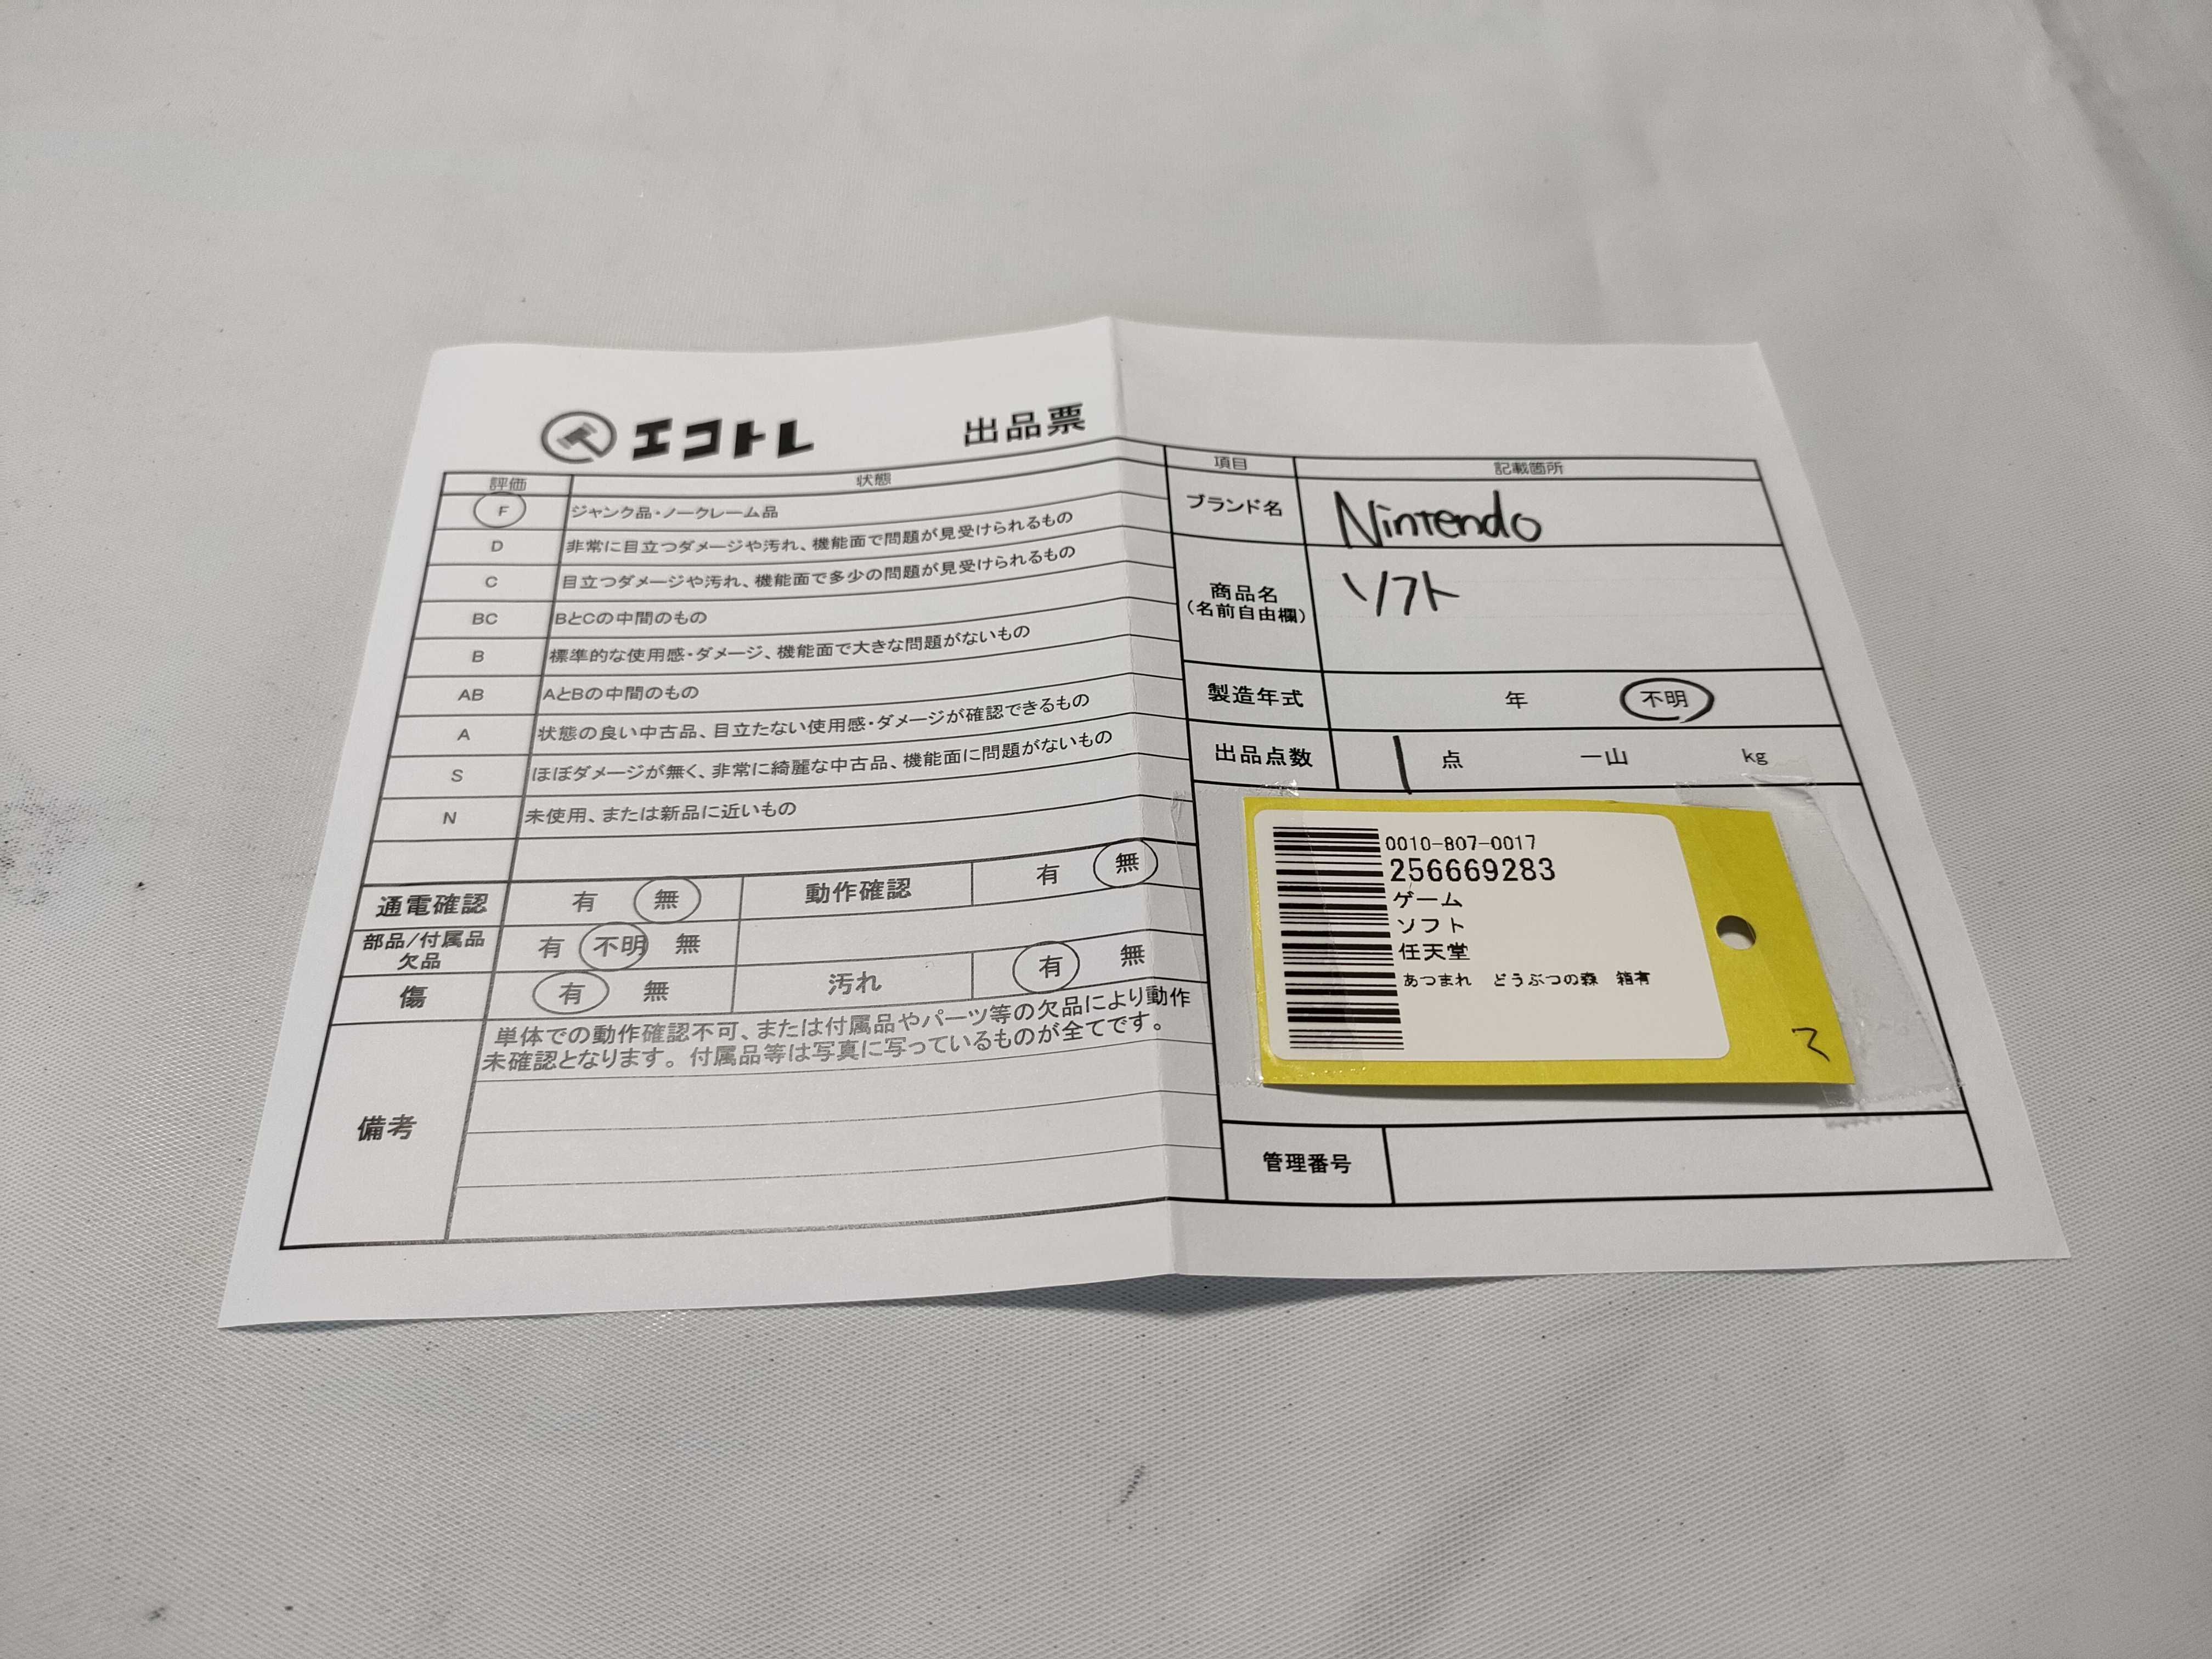 エコトレ 出品票
評価 状態
F ジャンク品・ノークレーム品
D 非常に目立つダメージや汚れ、機能面で問題が見受けられるもの
C 目立つダメージや汚れ、機能面で多少の問題が見受けられるもの
BC BとCの中間のもの
B 標準的な使用感・ダメージ、機能面で大きな問題がないもの
AB AとBの中間のもの
A 状態の良い中古品、目立たない使用感・ダメージが確認できるもの
S ほぼダメージが無く、非常に綺麗な中古品、機能面に問題がないもの
N 未使用、または新品に近いもの
通電確認 有 無 動作確認 有 無
部品/付属品
欠品 有 不明 無
傷 有 無 汚れ 有 無
備考
単体での動作確認不可、または付属品やパーツ等の欠品により動作
未確認となります。付属品等は写真に写っているものが全てです。
項目 記載箇所
ブランド名 Nintendo
商品名
(名前自由欄)
ソフト
製造年式 年 不明
出品点数 1 点 一山 kg
0010-807-0017
256669283
ゲーム
ソフト
任天堂
あつまれ どうぶつの森 箱有
管理番号